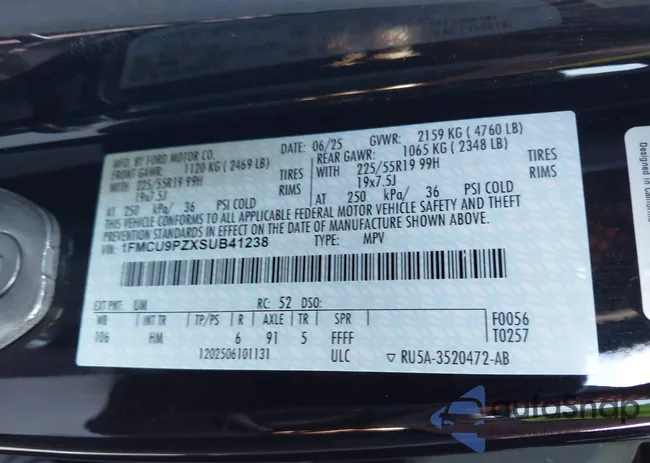 MFD. BY FORD MOTOR CO.
DATE: 06/25 GVWR: 2159 KG ( 4760 LB)
FRONT GAWR: 1120 KG ( 2469 LB)
REAR GAWR: 1065 KG ( 2348 LB)
WITH 225/55R19 99H TIRES
WITH 225/55R19 99H TIRES
19x7.5J RIMS
19x7.5J RIMS
AT 250 kPa/ 36 PSI COLD
AT 250 kPa/ 36 PSI COLD
THIS VEHICLE CONFORMS TO ALL APPLICABLE FEDERAL MOTOR VEHICLE SAFETY AND THEFT
PREVENTION STANDARDS IN EFFECT ON THE DATE OF MANUFACTURE SHOWN ABOVE.
VIN: 1FMCU9PZXSUB41238 TYPE: MPV
EXT PNT: UM RC: 52 DSO:
WB INT TR TP/PS R AXLE TR SPR
106 HM 6 91 5 FFFF
F0056
T0257
1202506101131 ULC ▽ RU5A-3520472-AB
autoSnap